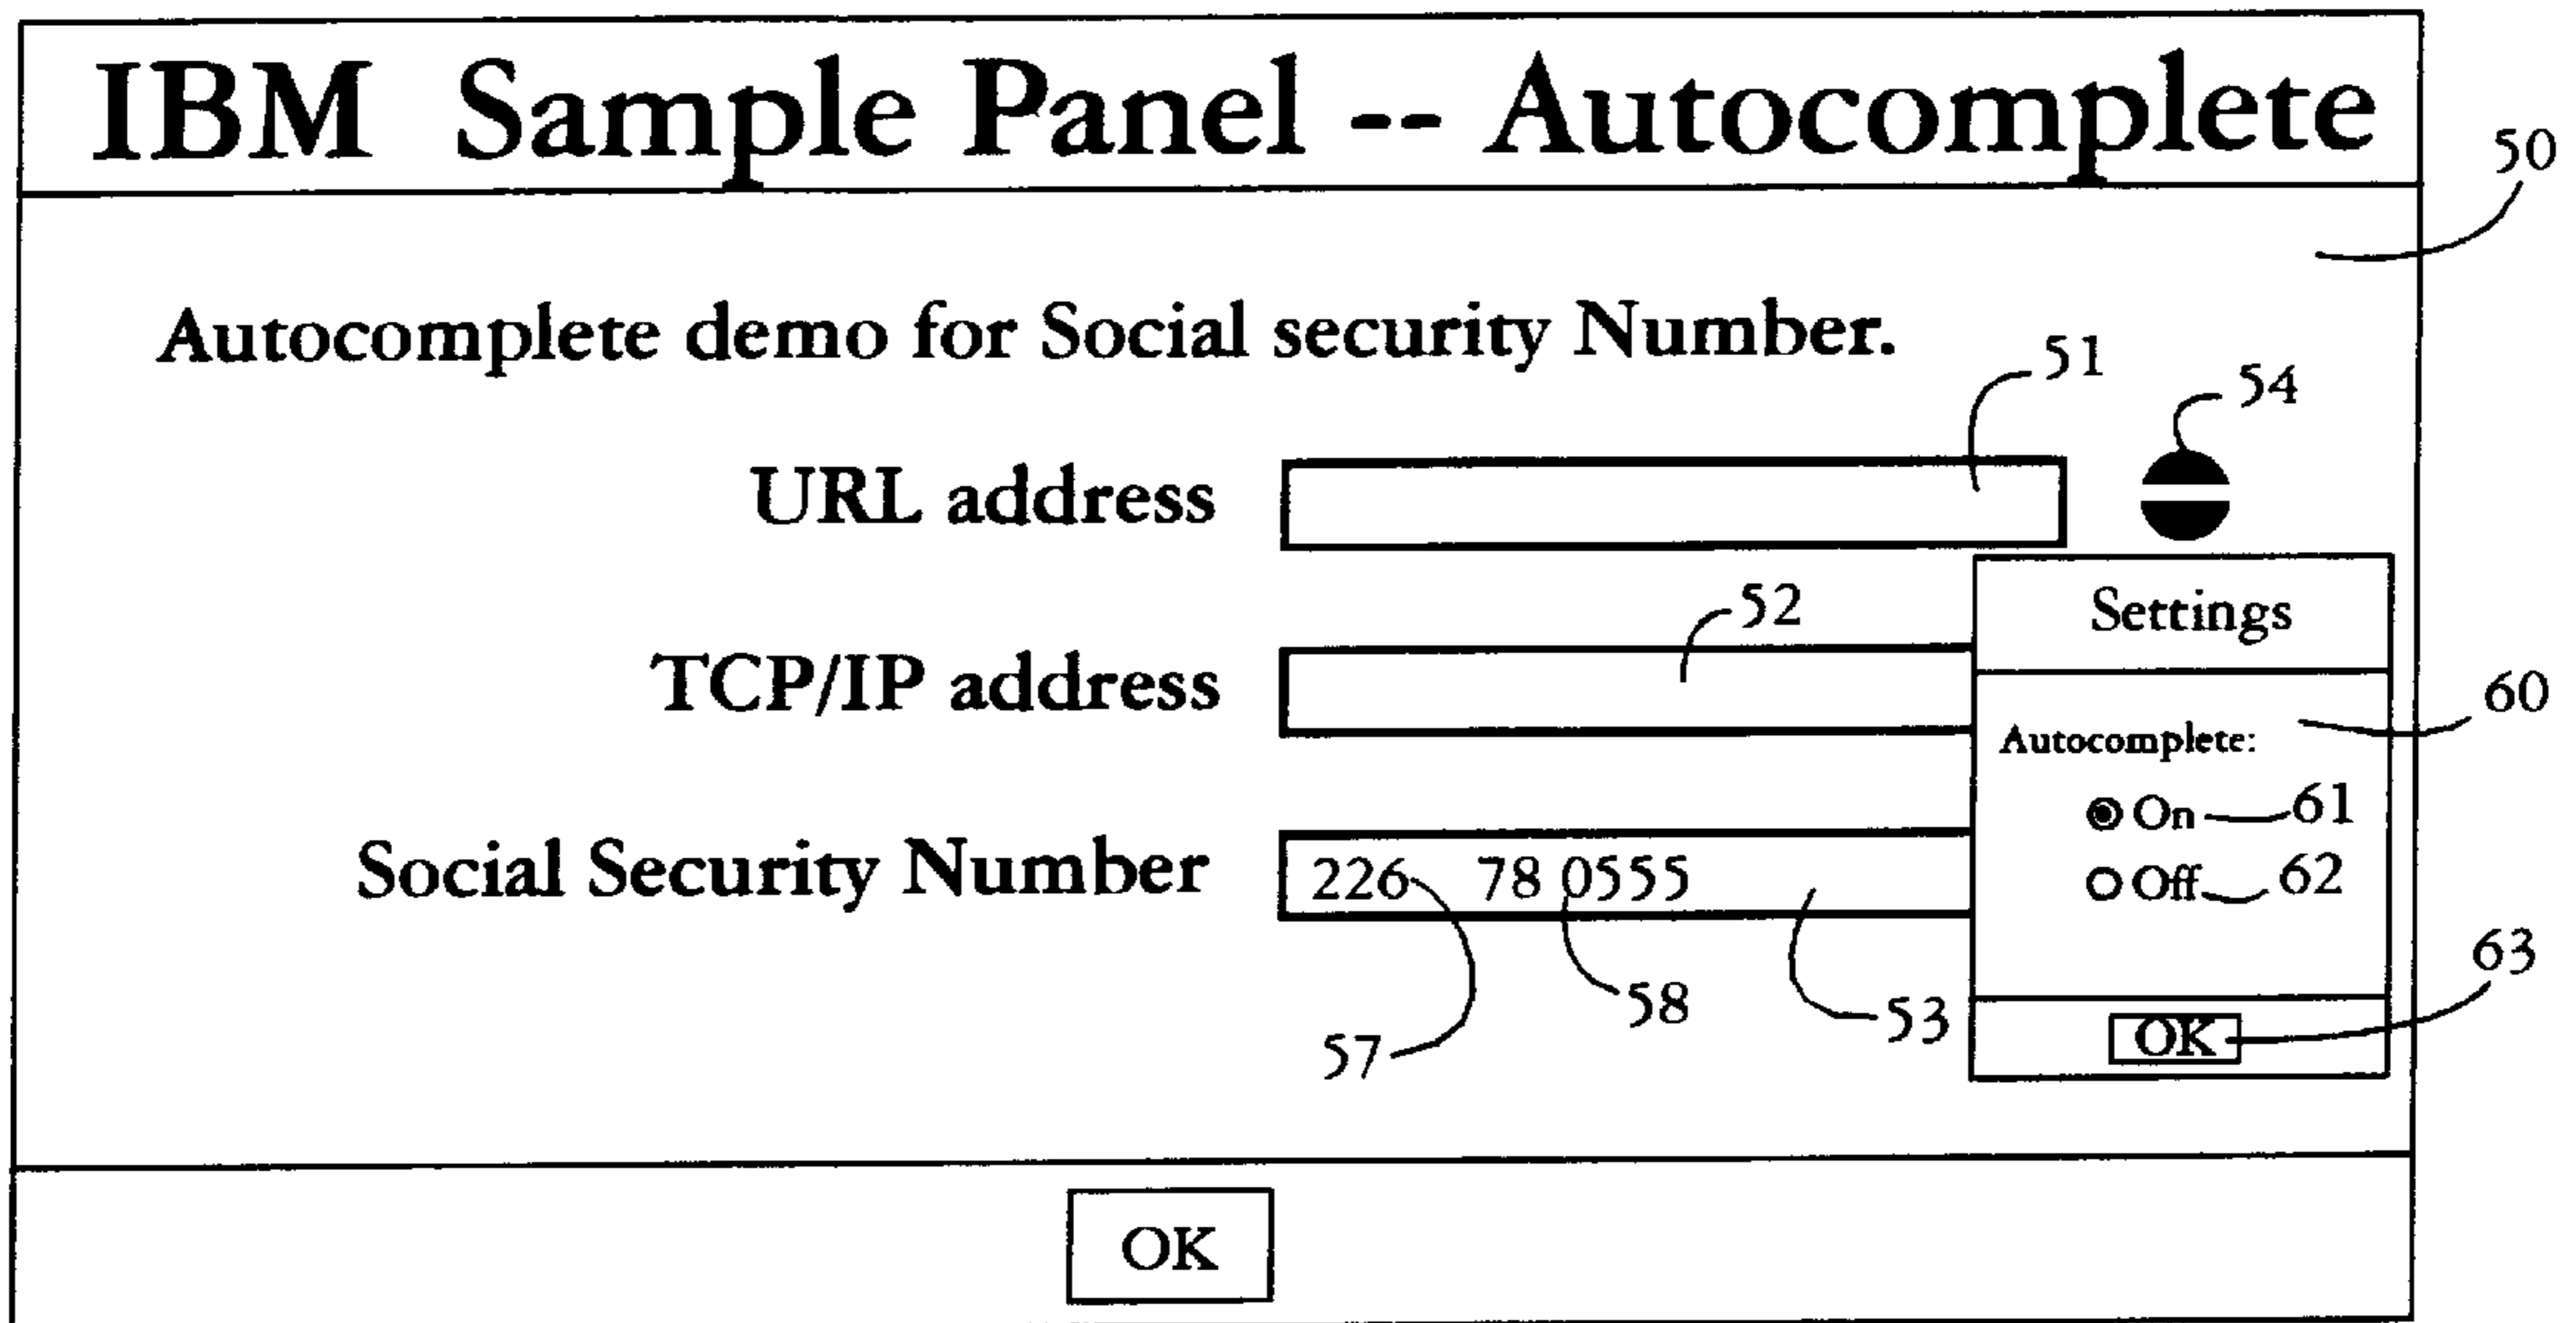 IBM Sample Panel -- Autocomplete
50
Autocomplete demo for Social security Number.
51
54
URL address
Settings
52
TCP/IP address
60
Autocomplete:
On 61
Social Security Number 226 78 0555
Off 62
63
58
53
57
OK
OK